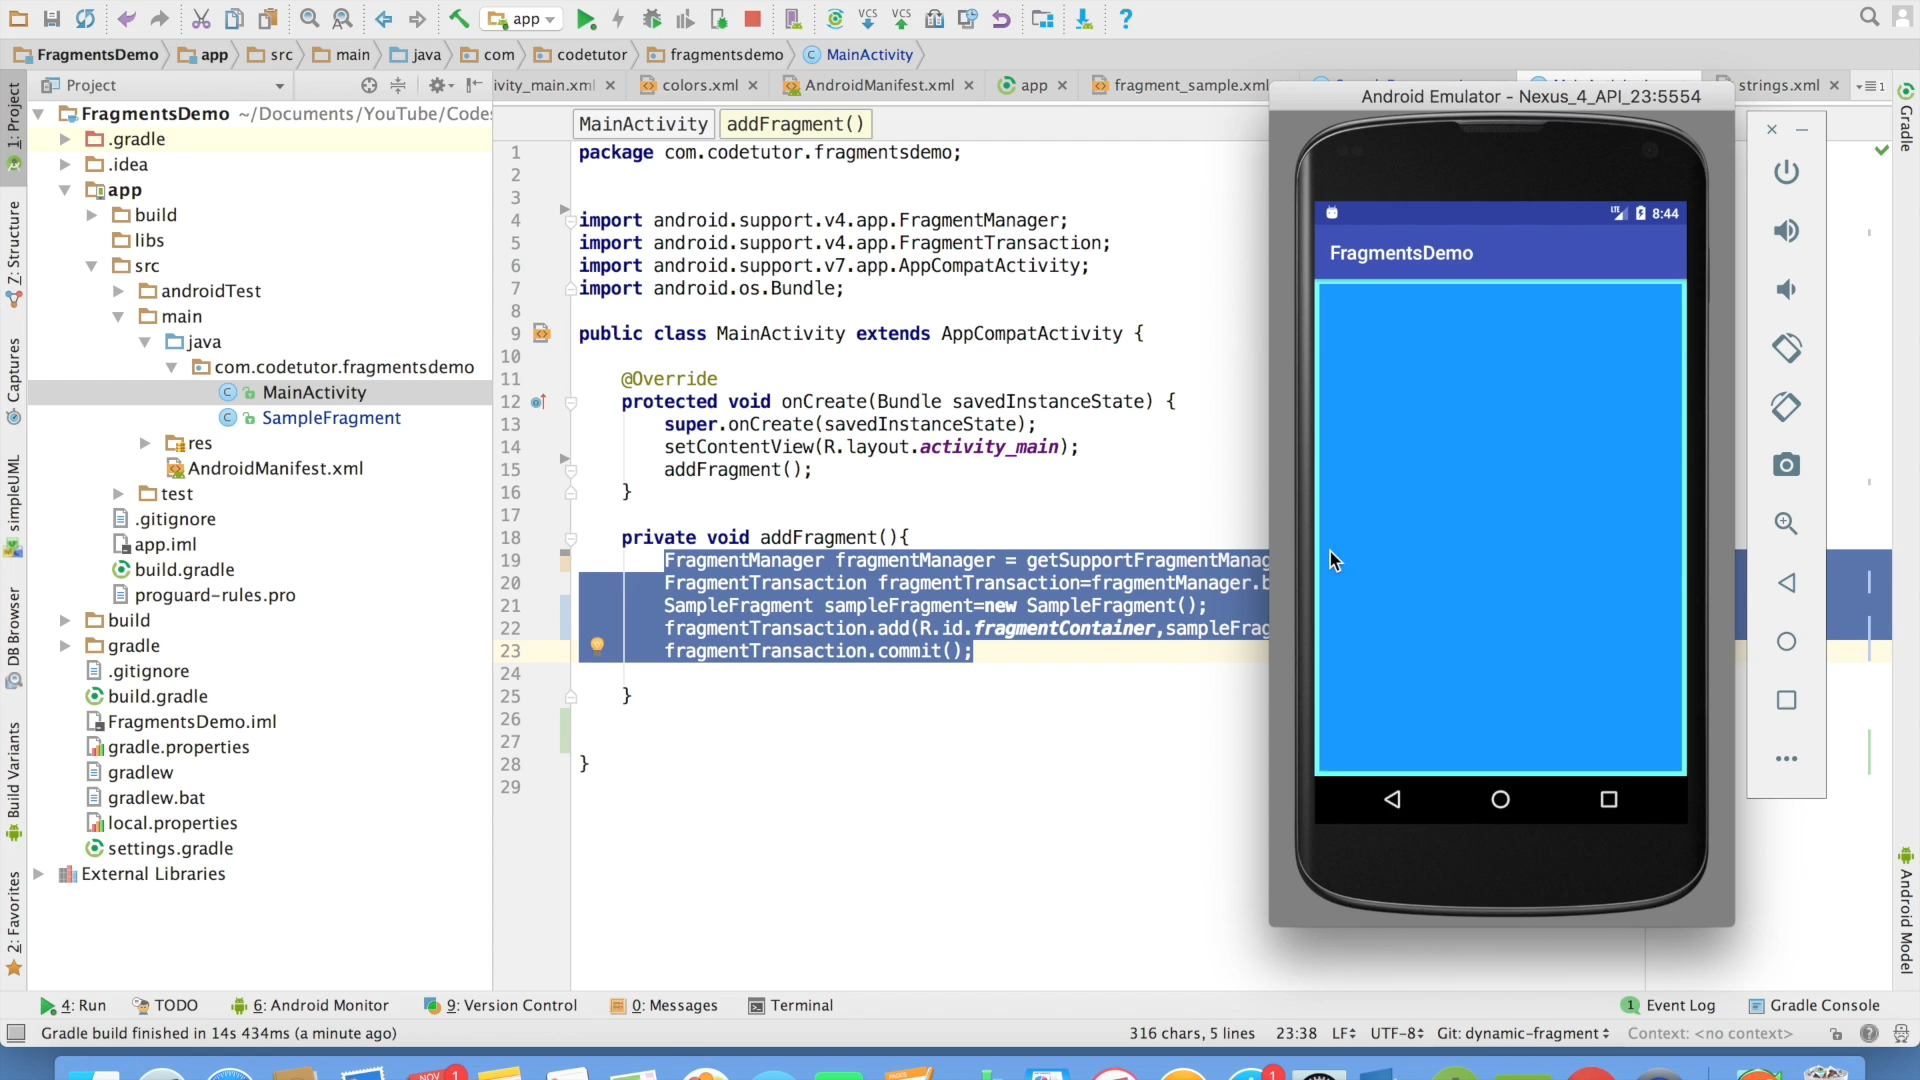 app
VCS VCS
FragmentsDemo app src main java com codetutor fragmentsdemo MainActivity
Project
ivity_main.xml colors.xml AndroidManifest.xml app fragment_sample.xml strings.xml
1
Android Emulator - Nexus_4_API_23:5554
FragmentsDemo ~/Documents/YouTube/Code
.gradle
.idea
app
build
libs
src
androidTest
main
java
com.codetutor.fragmentsdemo
MainActivity
SampleFragment
res
AndroidManifest.xml
test
.gitignore
app.iml
build.gradle
proguard-rules.pro
build
gradle
.gitignore
build.gradle
FragmentsDemo.iml
gradle.properties
gradlew
gradlew.bat
local.properties
settings.gradle
External Libraries
1: Project
Z: Structure
Captures
simpleUML
DB Browser
Build Variants
2: Favorites
MainActivity addFragment()
1 package com.codetutor.fragmentsdemo;
2
3
4 import android.support.v4.app.FragmentManager;
5 import android.support.v4.app.FragmentTransaction;
6 import android.support.v7.app.AppCompatActivity;
7 import android.os.Bundle;
8
9 public class MainActivity extends AppCompatActivity {
10
11 @Override
12 protected void onCreate(Bundle savedInstanceState) {
13 super.onCreate(savedInstanceState);
14 setContentView(R.layout.activity_main);
15 addFragment();
16 }
17
18 private void addFragment(){
19 FragmentManager fragmentManager = getSupportFragmentManag
20 FragmentTransaction fragmentTransaction=fragmentManager.b
21 SampleFragment sampleFragment=new SampleFragment();
22 fragmentTransaction.add(R.id.fragmentContainer,sampleFrag
23 fragmentTransaction.commit();
24
25 }
26
27
28 }
29
LTE 8:44
FragmentsDemo
Gradle
Android Model
4: Run TODO 6: Android Monitor 9: Version Control 0: Messages Terminal 1 Event Log Gradle Console
Gradle build finished in 14s 434ms (a minute ago) 316 chars, 5 lines 23:38 LF UTF-8 Git: dynamic-fragment Context: <no context>
NOV 1 PAGES 1